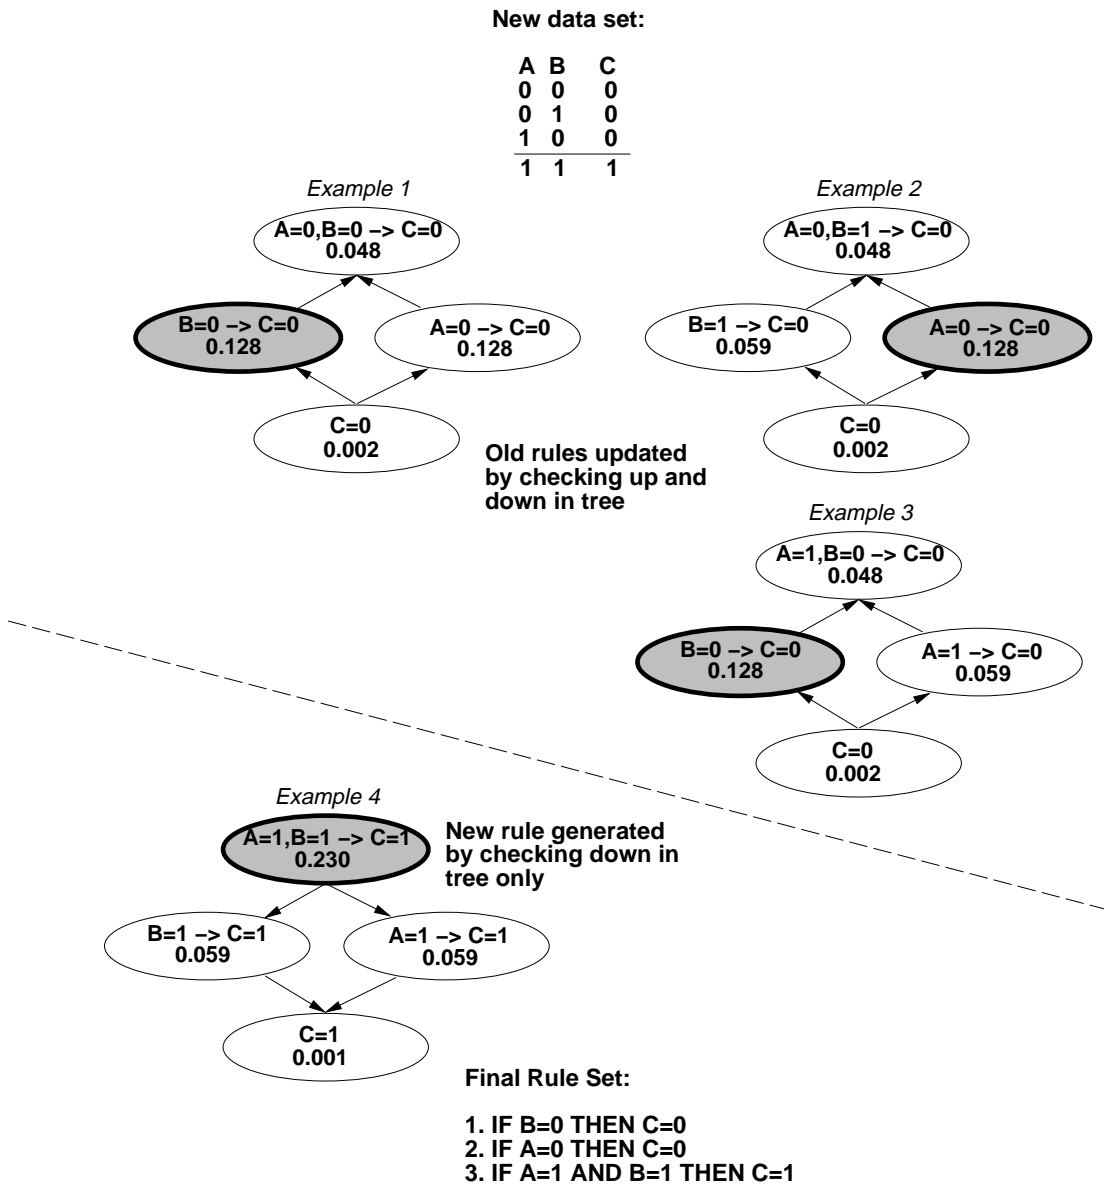 New data set:
A B C
0 0 0
0 1 0
1 0 0
1 1 1
Example 1
A=0,B=0 −> C=0
0.048
B=0 −> C=0
0.128
A=0 −> C=0
0.128
C=0
0.002
Example 2
A=0,B=1 −> C=0
0.048
B=1 −> C=0
0.059
A=0 −> C=0
0.128
C=0
0.002
Old rules updated
by checking up and
down in tree
Example 3
A=1,B=0 −> C=0
0.048
B=0 −> C=0
0.128
A=1 −> C=0
0.059
C=0
0.002
Example 4
A=1,B=1 −> C=1
0.230
New rule generated
by checking down in
tree only
B=1 −> C=1
0.059
A=1 −> C=1
0.059
C=1
0.001
Final Rule Set:
1. IF B=0 THEN C=0
2. IF A=0 THEN C=0
3. IF A=1 AND B=1 THEN C=1